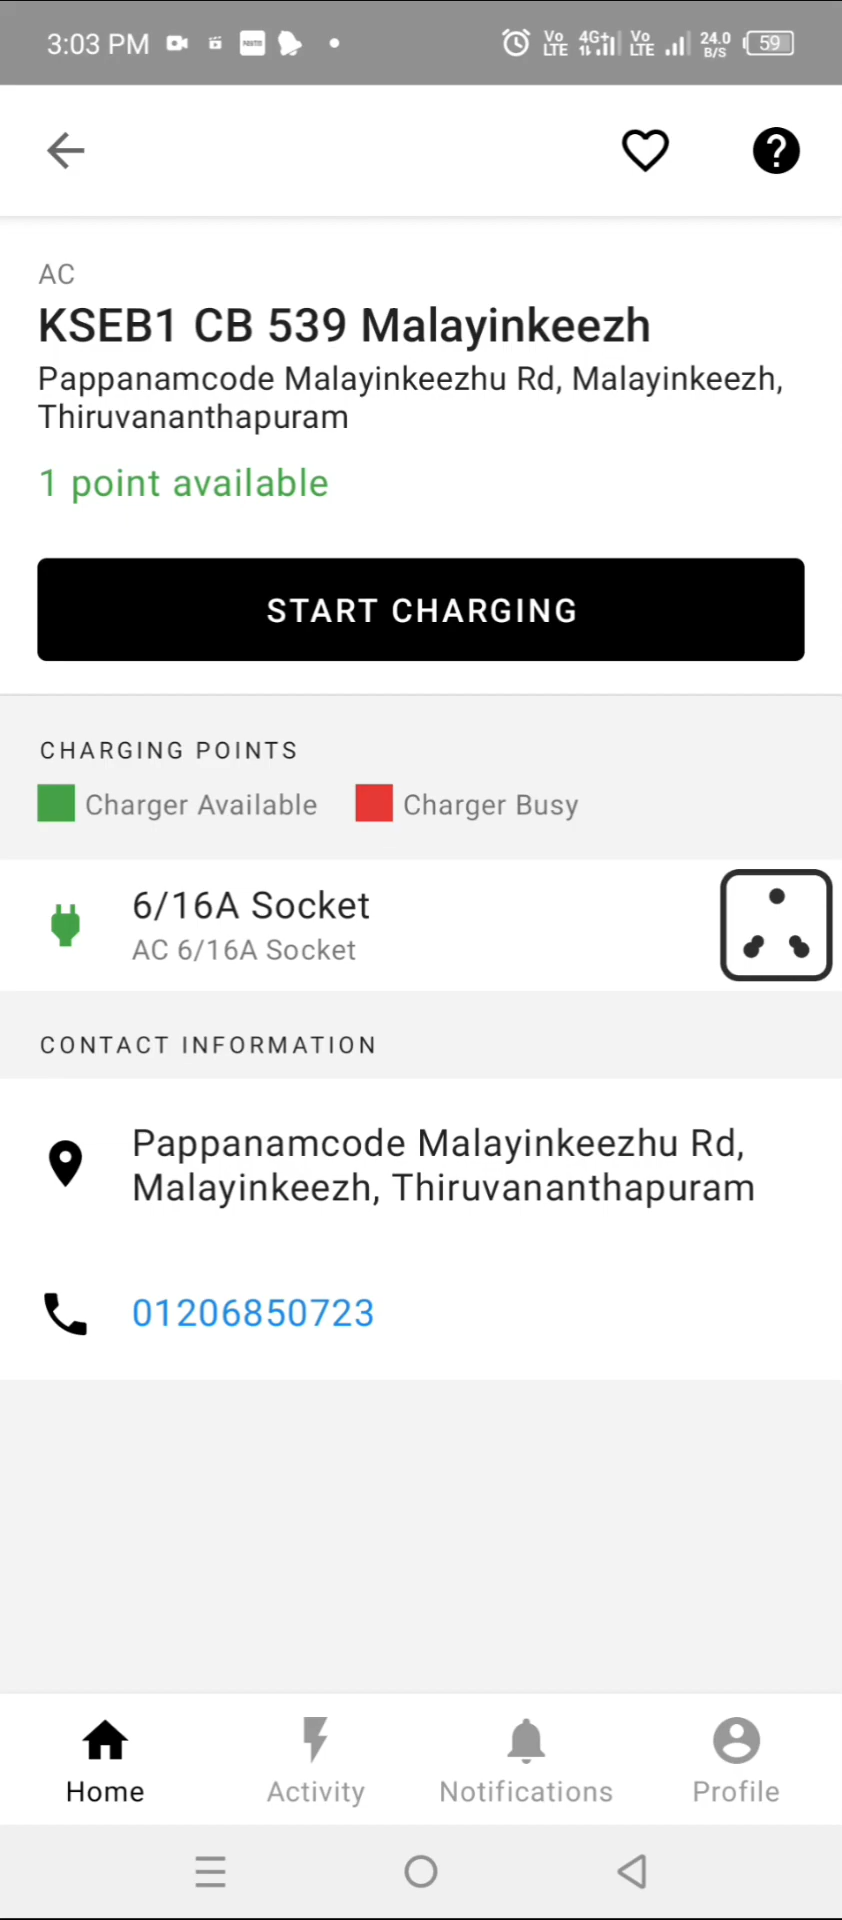 3:03 PM
Vo LTE 4G+ Vo LTE 24.0 B/S 59
AC
KSEB1 CB 539 Malayinkeezh
Pappanamcode Malayinkeezhu Rd, Malayinkeezh,
Thiruvananthapuram
1 point available
START CHARGING
CHARGING POINTS
Charger Available Charger Busy
6/16A Socket
AC 6/16A Socket
CONTACT INFORMATION
Pappanamcode Malayinkeezhu Rd,
Malayinkeezh, Thiruvananthapuram
01206850723
Home Activity Notifications Profile